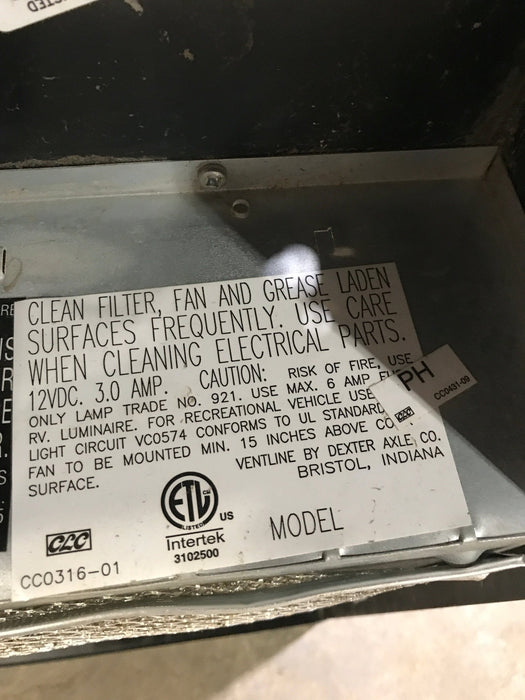 CLEAN FILTER, FAN AND GREASE LADEN
SURFACES FREQUENTLY. USE CARE
WHEN CLEANING ELECTRICAL PARTS.
12VDC. 3.0 AMP. CAUTION: RISK OF FIRE, USE
ONLY LAMP TRADE NO. 921. USE MAX. 6 AMP
RV. LUMINAIRE. FOR RECREATIONAL VEHICLE USE
LIGHT CIRCUIT VC0574 CONFORMS TO UL STANDARD
FAN TO BE MOUNTED MIN. 15 INCHES ABOVE
SURFACE.
VENTLINE BY DEXTER AXLE CO.
BRISTOL, INDIANA
PH
CC0431-09
ETL
LISTED
US
Intertek
3102500
MODEL
CLC
CC0316-01